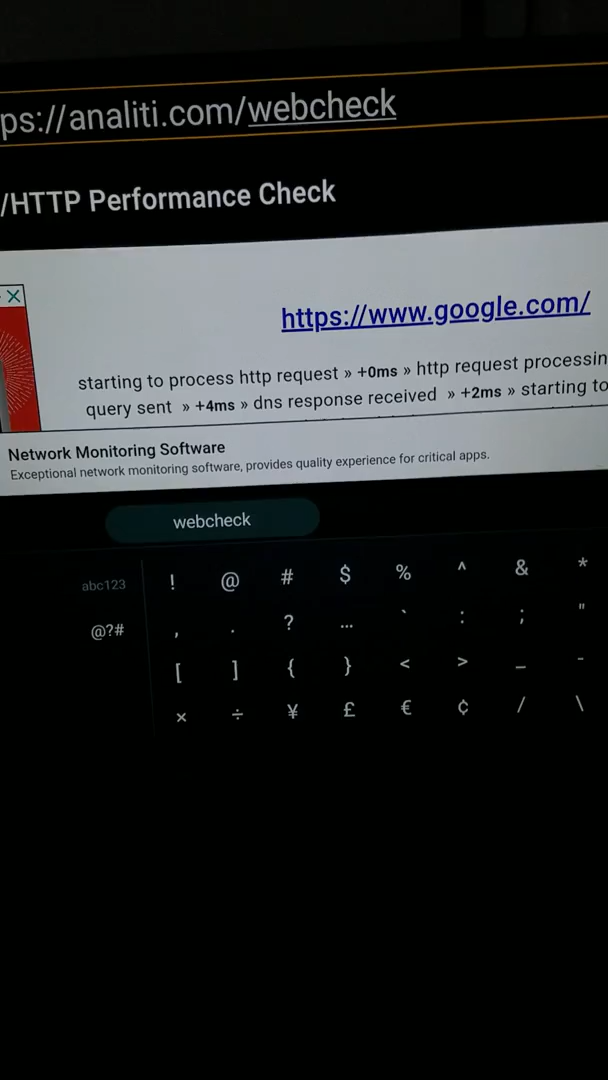 ps://analiti.com/webcheck
/HTTP Performance Check
https://www.google.com/
starting to process http request » +0ms » http request processin
query sent » +4ms » dns response received » +2ms » starting to
Network Monitoring Software
Exceptional network monitoring software, provides quality experience for critical apps.
webcheck
abc123 ! @ # $ % ^ & *
@?# , . ? … ` : ; "
[ ] { } < > _ -
× ÷ ¥ £ € ¢ / \